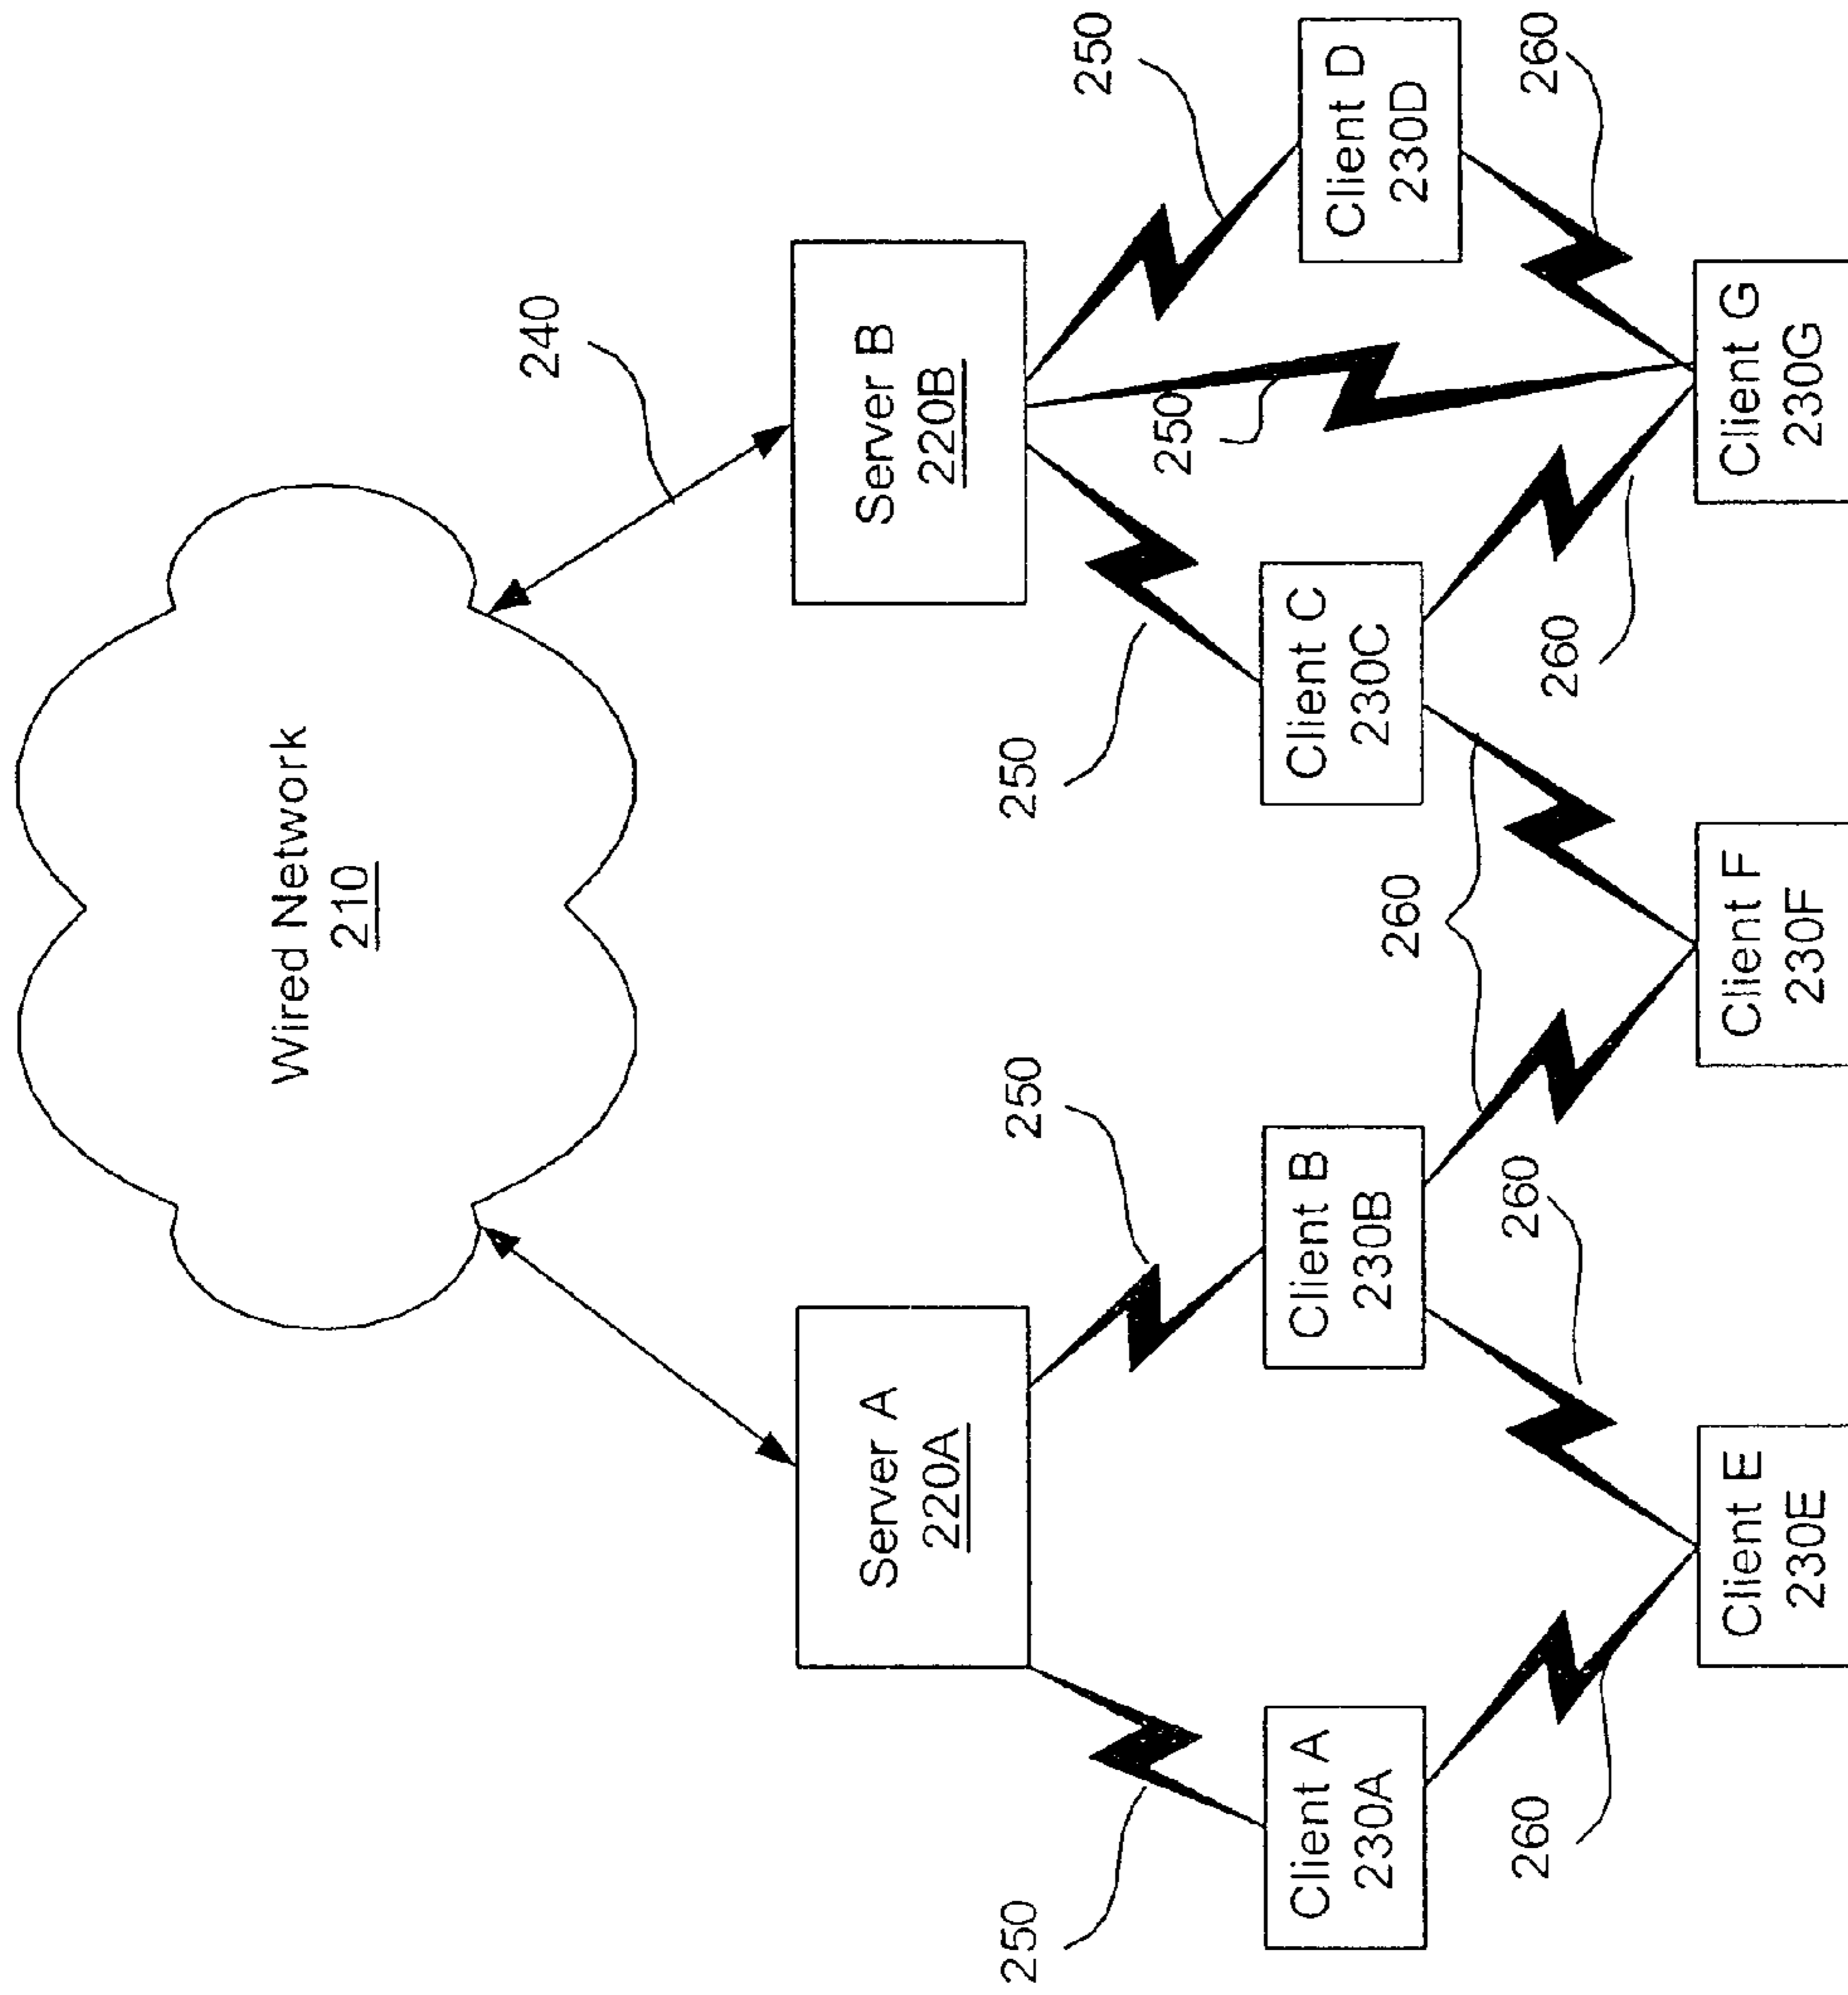 Wired Network
210
240
Server A
220A
Server B
220B
250
250
250
250
250
Client A
230A
Client B
230B
Client C
230C
Client D
230D
260
260
260
260
260
Client E
230E
Client F
230F
Client G
230G